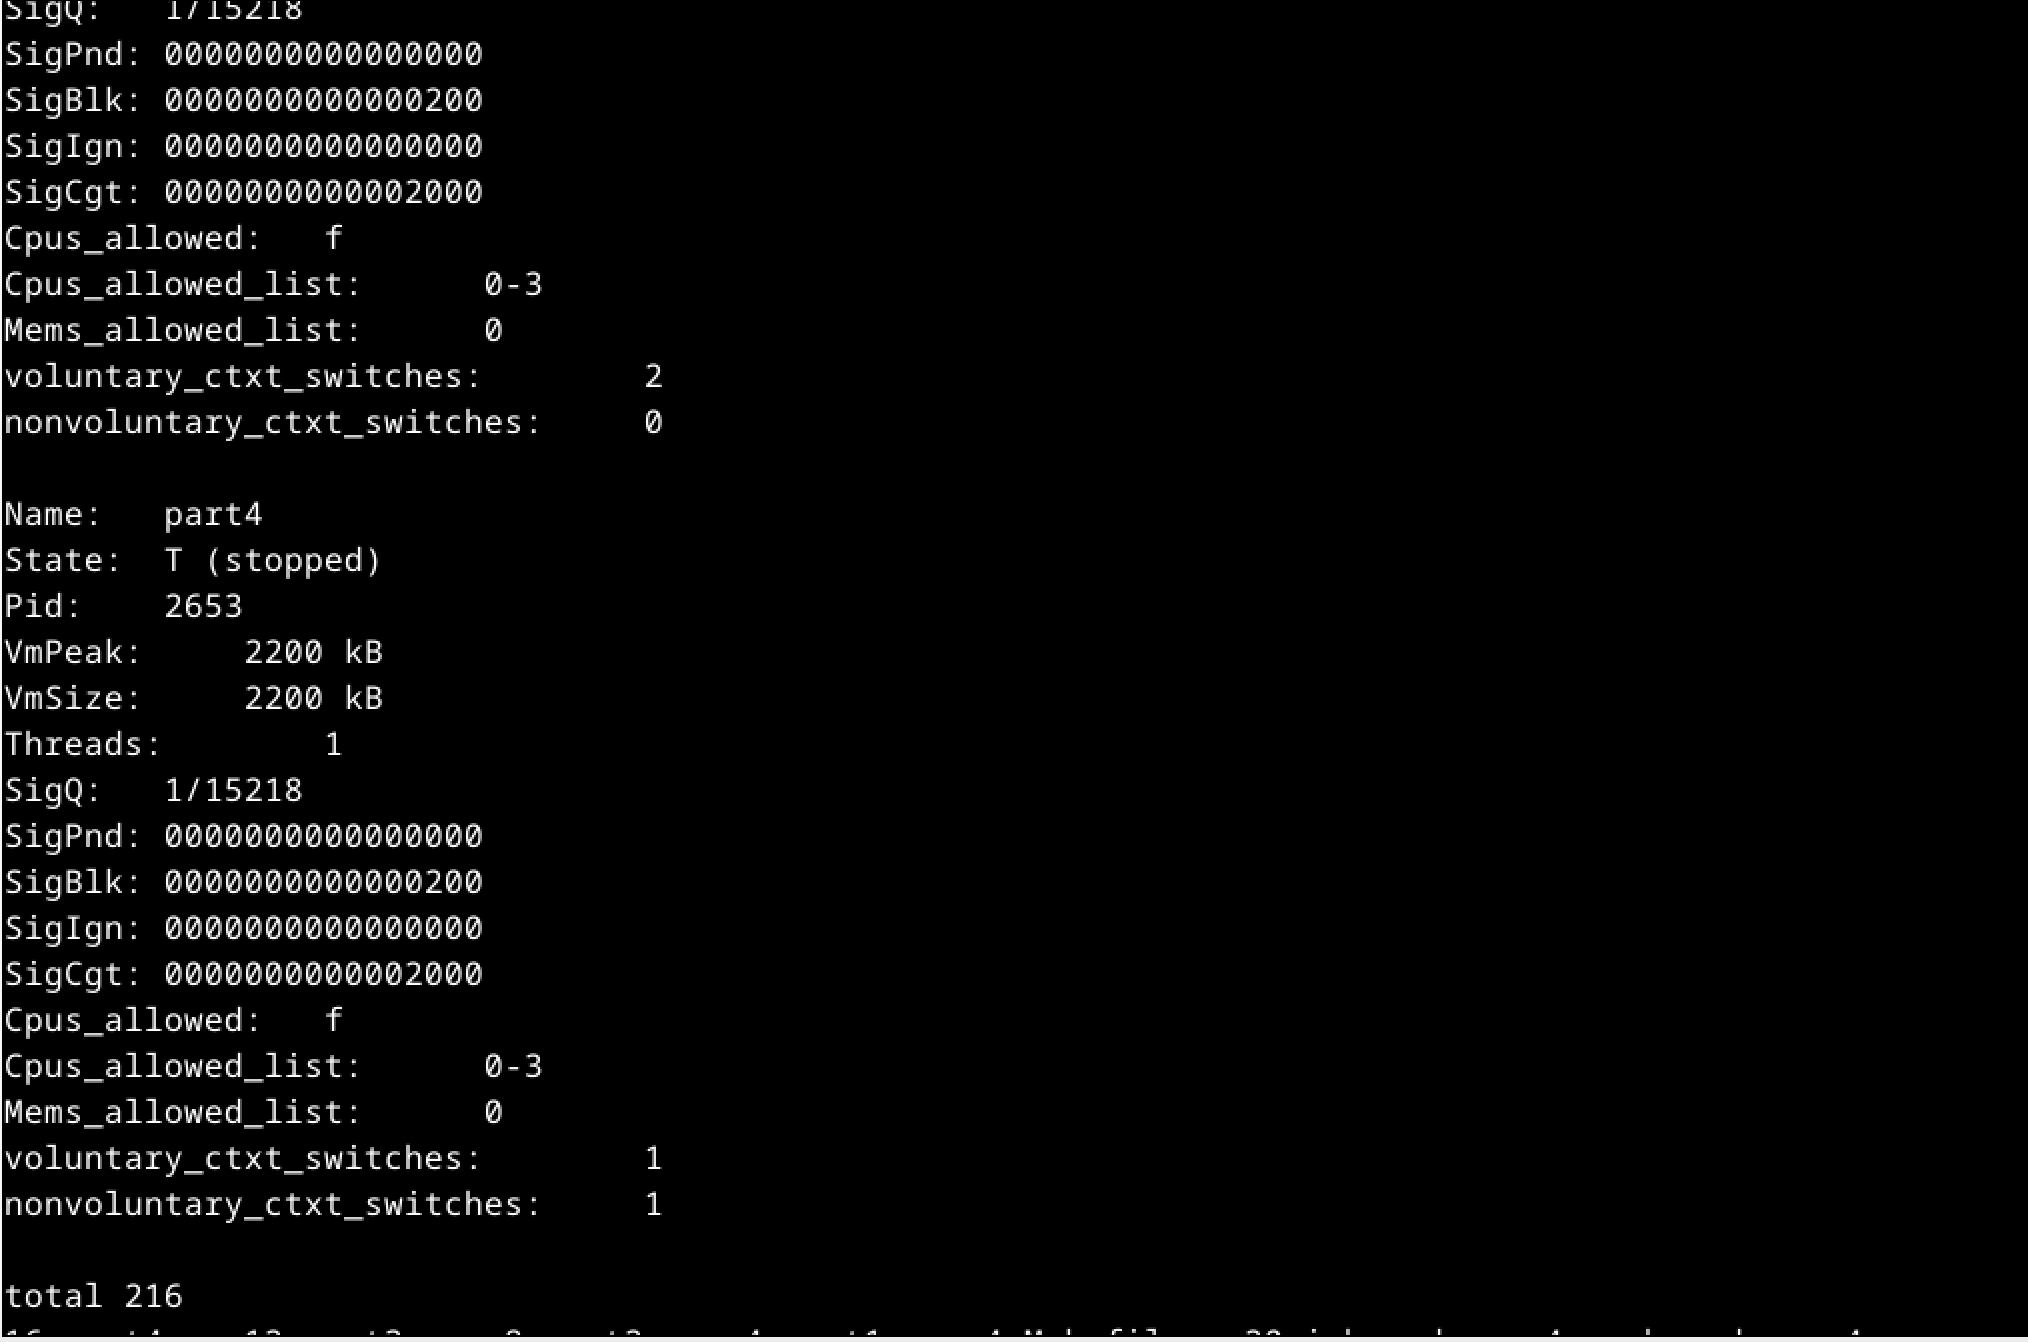 SigQ:   1/15218
SigPnd: 0000000000000000
SigBlk: 0000000000000200
SigIgn: 0000000000000000
SigCgt: 0000000000002000
Cpus_allowed:   f
Cpus_allowed_list:      0-3
Mems_allowed_list:      0
voluntary_ctxt_switches:        2
nonvoluntary_ctxt_switches:     0
Name:   part4
State:  T (stopped)
Pid:    2653
VmPeak:     2200 kB
VmSize:     2200 kB
Threads:        1
SigQ:   1/15218
SigPnd: 0000000000000000
SigBlk: 0000000000000200
SigIgn: 0000000000000000
SigCgt: 0000000000002000
Cpus_allowed:   f
Cpus_allowed_list:      0-3
Mems_allowed_list:      0
voluntary_ctxt_switches:        1
nonvoluntary_ctxt_switches:     1
total 216